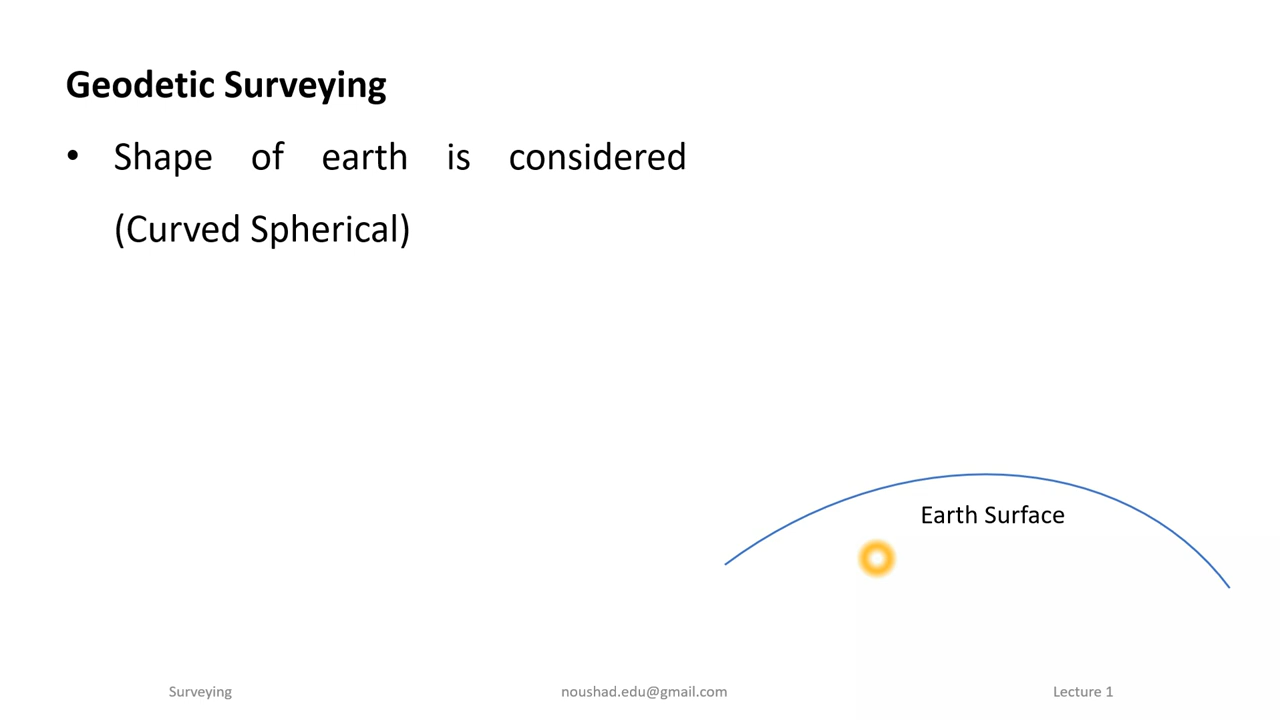 Geodetic Surveying
• Shape of earth is considered
(Curved Spherical)
Earth Surface
Surveying
noushad.edu@gmail.com
Lecture 1